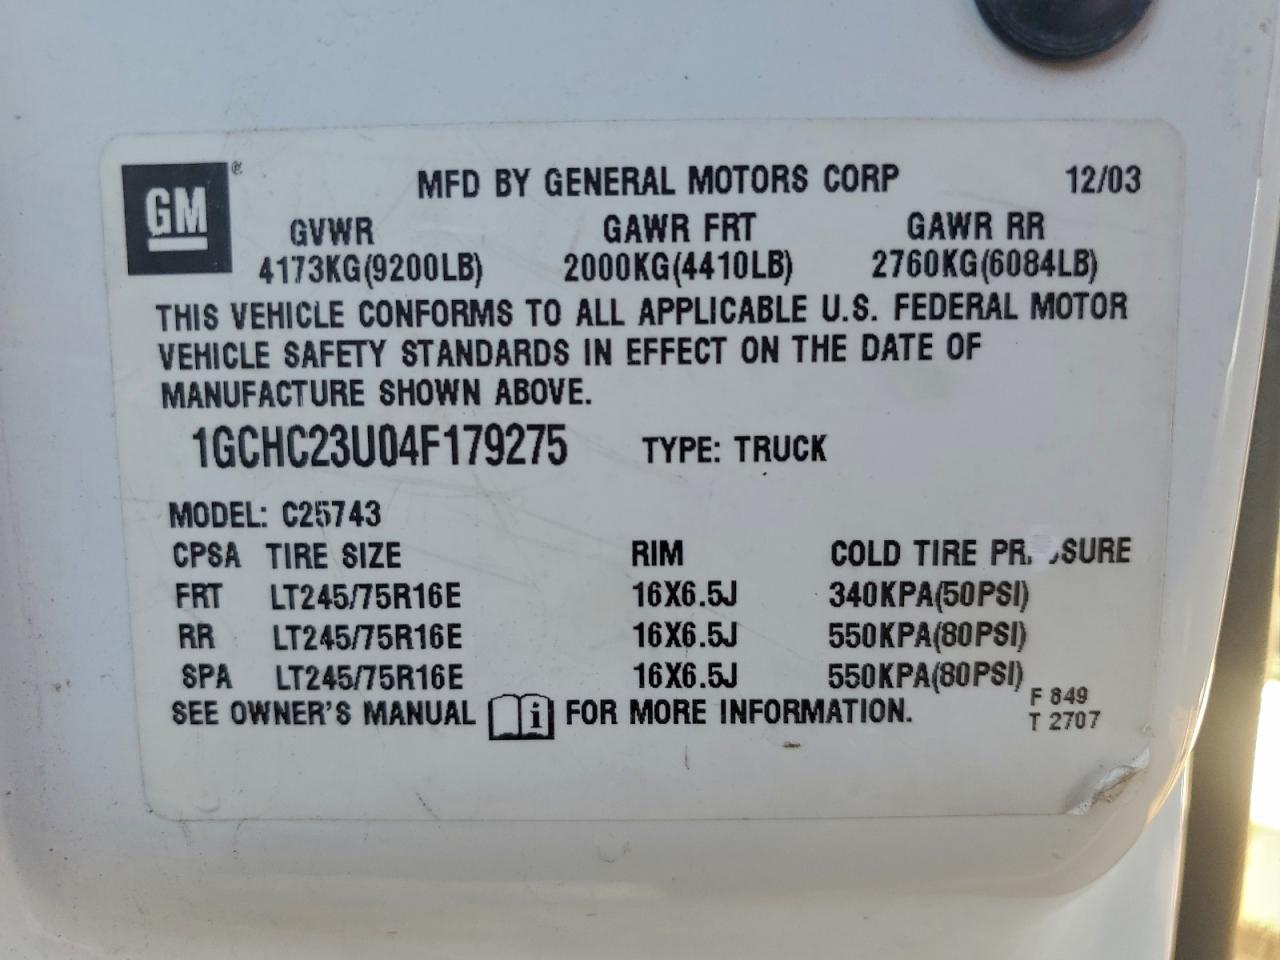 GM®
MFD BY GENERAL MOTORS CORP 12/03
GVWR GAWR FRT GAWR RR
4173KG(9200LB) 2000KG(4410LB) 2760KG(6084LB)
THIS VEHICLE CONFORMS TO ALL APPLICABLE U.S. FEDERAL MOTOR
VEHICLE SAFETY STANDARDS IN EFFECT ON THE DATE OF
MANUFACTURE SHOWN ABOVE.
1GCHC23U04F179275 TYPE: TRUCK
MODEL: C25743
CPSA TIRE SIZE RIM COLD TIRE PRESSURE
FRT LT245/75R16E 16X6.5J 340KPA(50PSI)
RR LT245/75R16E 16X6.5J 550KPA(80PSI)
SPA LT245/75R16E 16X6.5J 550KPA(80PSI)
SEE OWNER'S MANUAL i FOR MORE INFORMATION.
F 849
T 2707